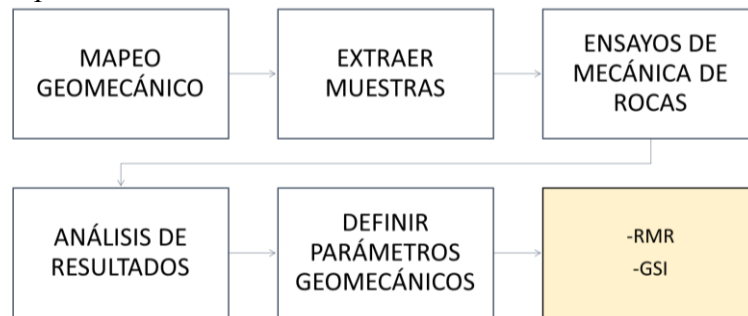 MAPEO
GEOMECÁNICO
EXTRAER
MUESTRAS
ENSAYOS DE
MECÁNICA DE
ROCAS
ANÁLISIS DE
RESULTADOS
DEFINIR
PARÁMETROS
GEOMECÁNICOS
-RMR
-GSI